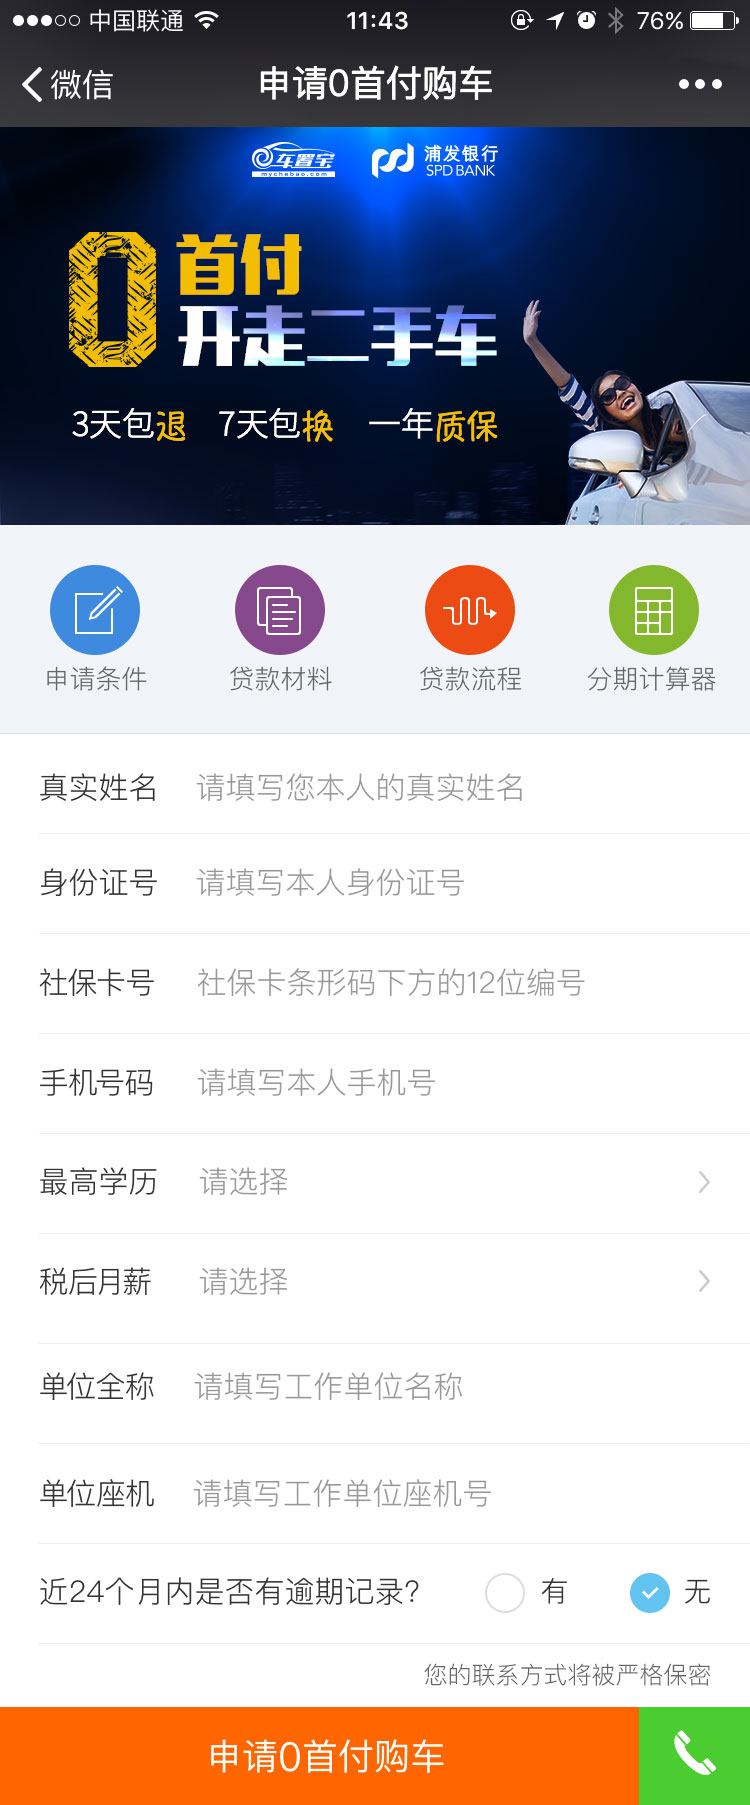 中国联通 11:43 76%
微信 申请0首付购车
车置宝 浦发银行
mychebao.com SPD BANK
0首付
开走二手车
3天包退 7天包换 一年质保
申请条件 贷款材料 贷款流程 分期计算器
真实姓名 请填写您本人的真实姓名
身份证号 请填写本人身份证号
社保卡号 社保卡条形码下方的12位编号
手机号码 请填写本人手机号
最高学历 请选择
税后月薪 请选择
单位全称 请填写工作单位名称
单位座机 请填写工作单位座机号
近24个月内是否有逾期记录? 有 无
您的联系方式将被严格保密
申请0首付购车